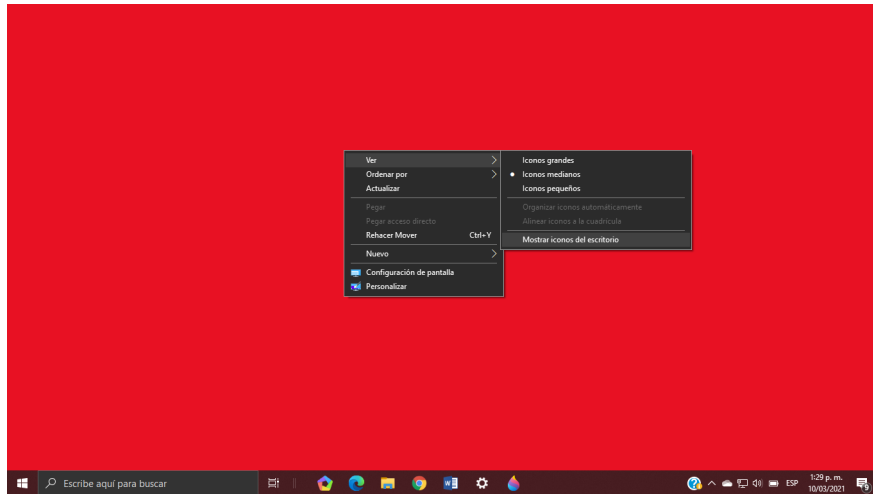 Ver
Ordenar por
Actualizar
Pegar
Pegar acceso directo
Rehacer Mover Ctrl+Y
Nuevo
Configuración de pantalla
Personalizar
Iconos grandes
Iconos medianos
Iconos pequeños
Organizar iconos automáticamente
Alinear iconos a la cuadrícula
Mostrar iconos del escritorio
Escribe aquí para buscar
ESP
1:29 p. m.
10/03/2021
9